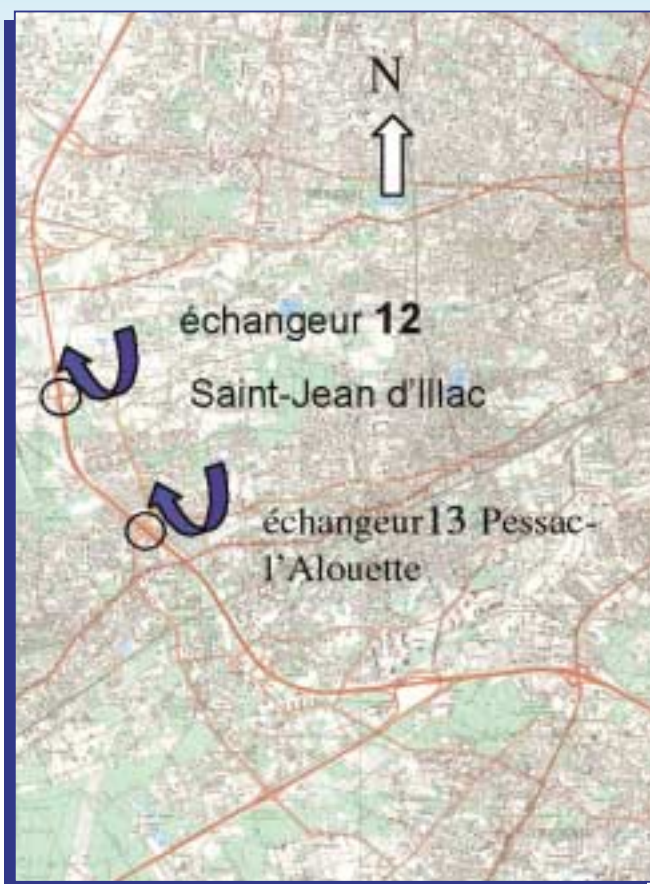 N
échangeur 12
Saint-Jean d'Illac
échangeur13 Pessac-
l'Alouette